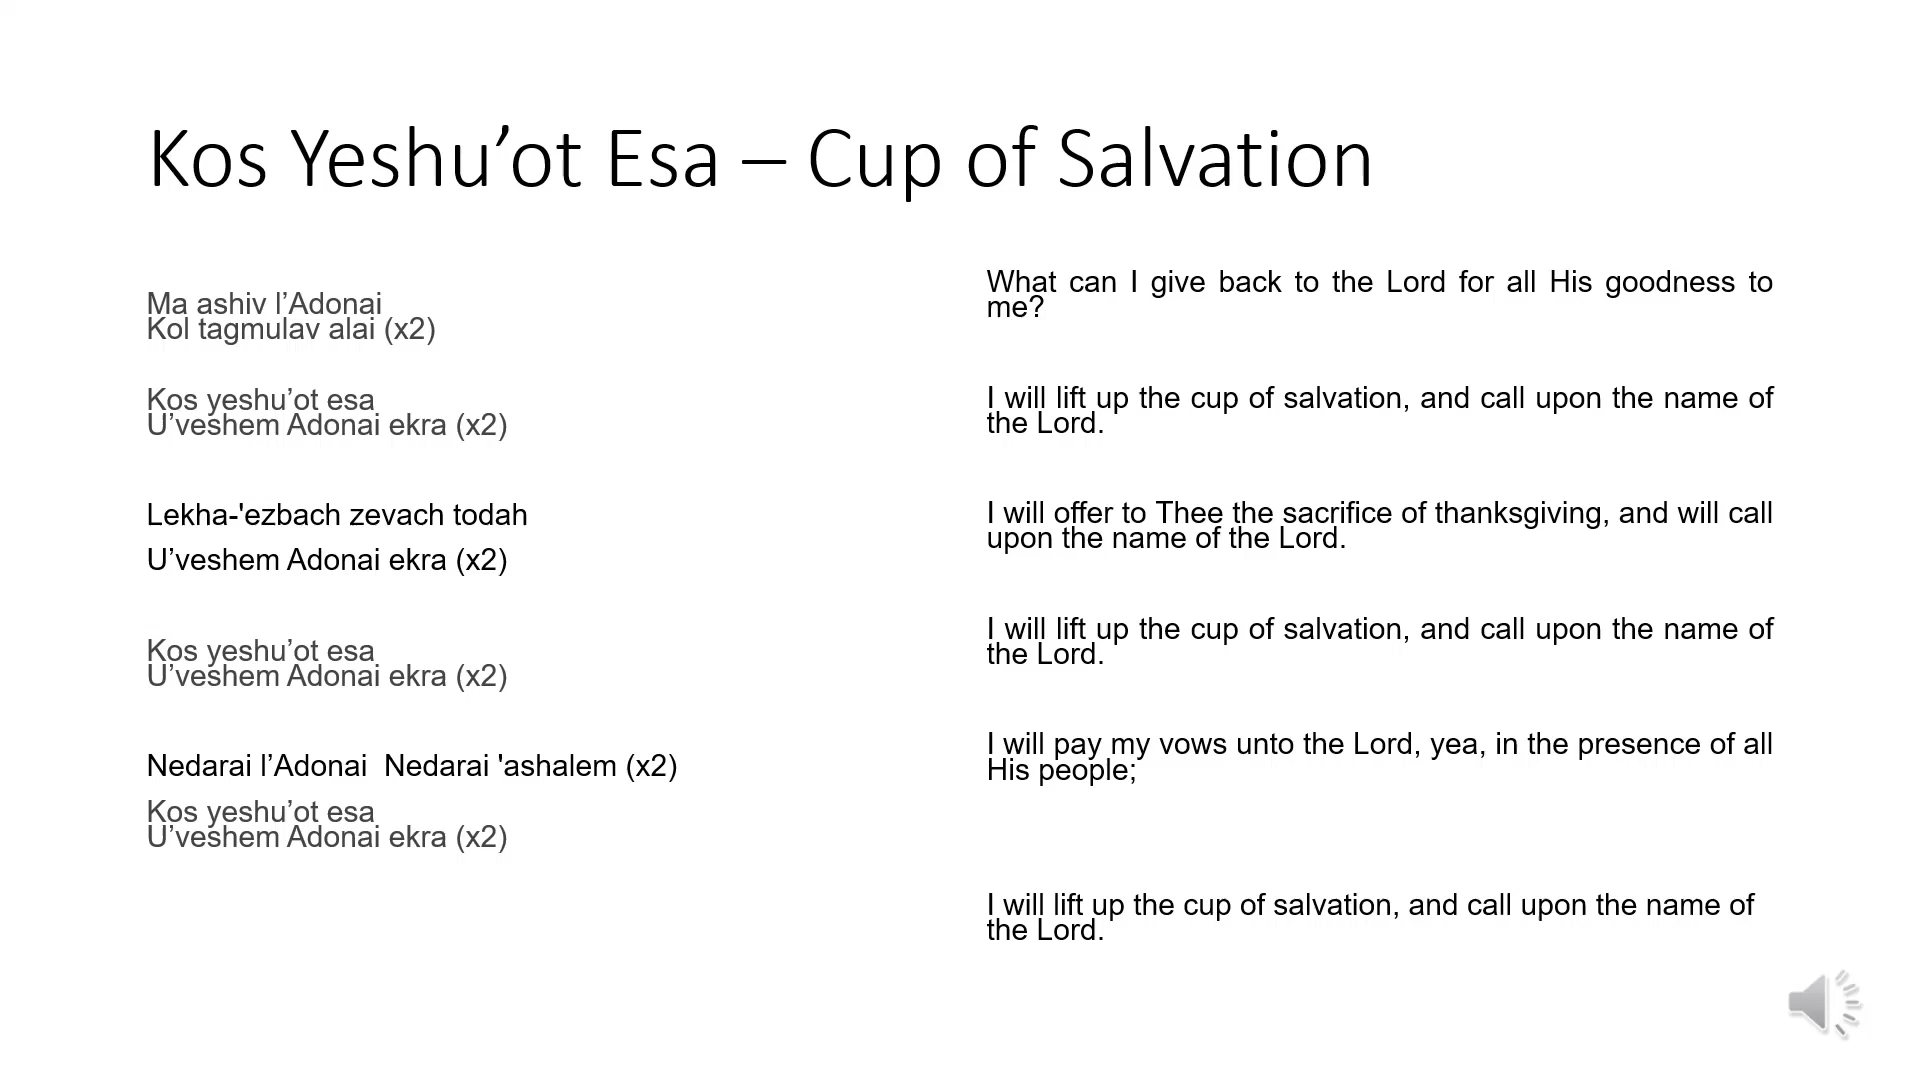 Kos Yeshu’ot Esa – Cup of Salvation
Ma ashiv l’Adonai
Kol tagmulav alai (x2)
Kos yeshu’ot esa
U’veshem Adonai ekra (x2)
Lekha-'ezbach zevach todah
U’veshem Adonai ekra (x2)
Kos yeshu’ot esa
U’veshem Adonai ekra (x2)
Nedarai l’Adonai  Nedarai 'ashalem (x2)
Kos yeshu’ot esa
U’veshem Adonai ekra (x2)
What can I give back to the Lord for all His goodness to
me?
I will lift up the cup of salvation, and call upon the name of
the Lord.
I will offer to Thee the sacrifice of thanksgiving, and will call
upon the name of the Lord.
I will lift up the cup of salvation, and call upon the name of
the Lord.
I will pay my vows unto the Lord, yea, in the presence of all
His people;
I will lift up the cup of salvation, and call upon the name of
the Lord.